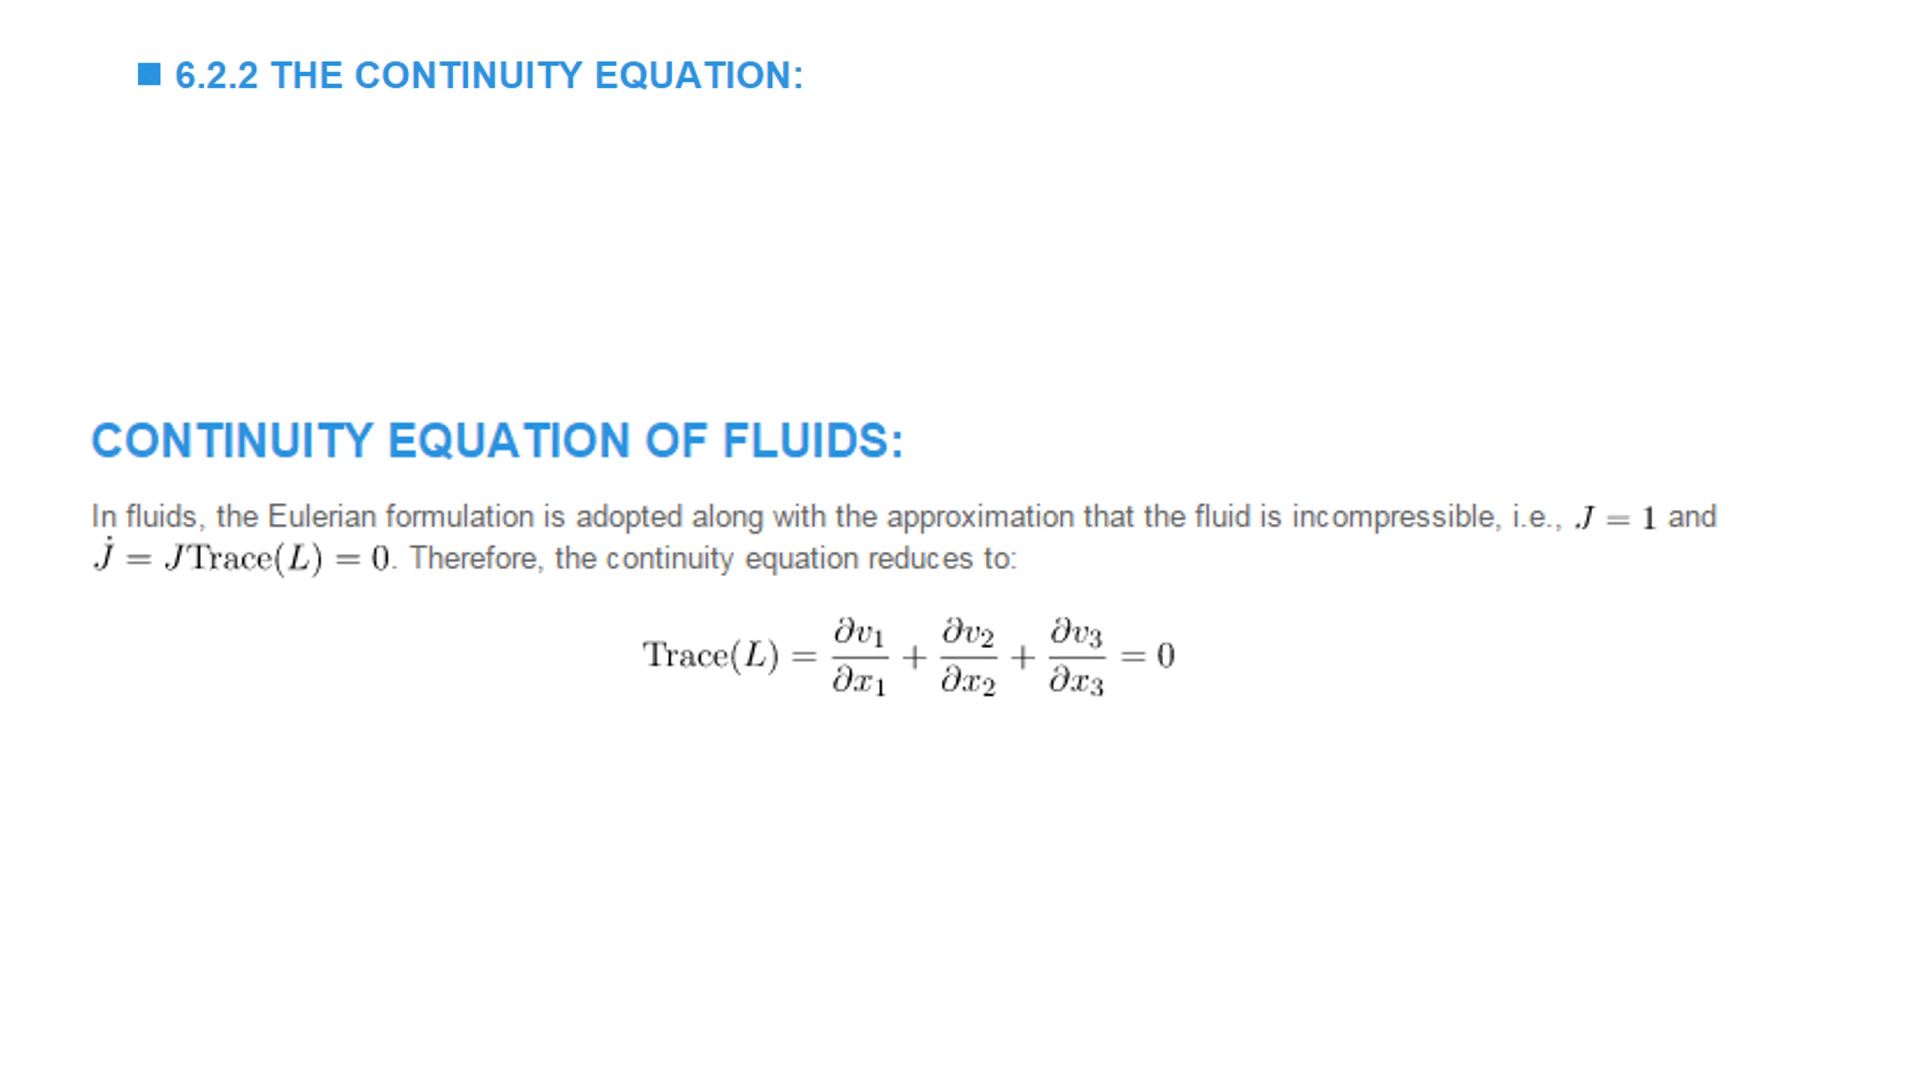 6.2.2 THE CONTINUITY EQUATION:
CONTINUITY EQUATION OF FLUIDS:
In fluids, the Eulerian formulation is adopted along with the approximation that the fluid is incompressible, i.e., J = 1 and
J̇ = JTrace(L) = 0. Therefore, the continuity equation reduces to:
Trace(L) = ∂v₁/∂x₁ + ∂v₂/∂x₂ + ∂v₃/∂x₃ = 0